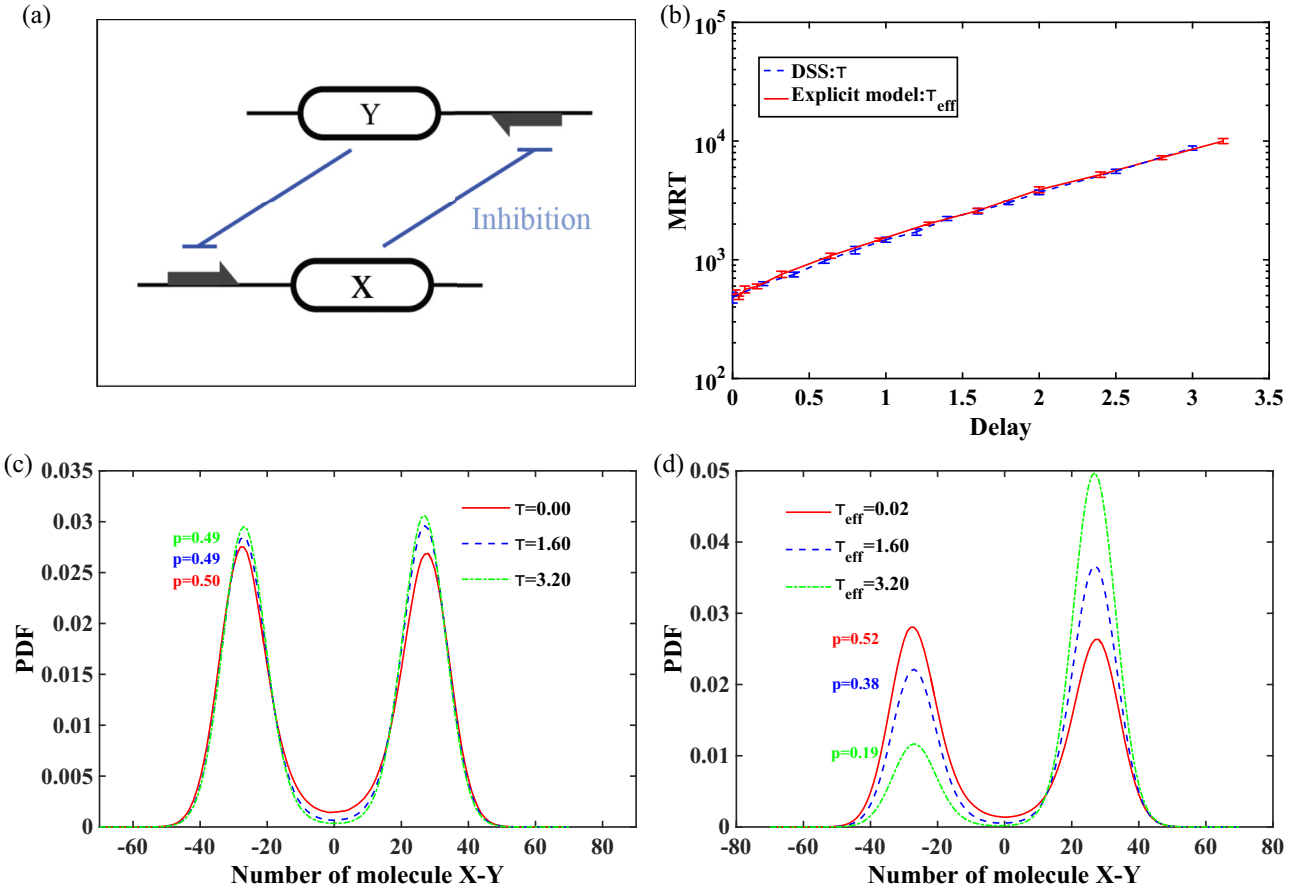 (a)
Y
Inhibition
X
(b)
10^5
10^4
10^3
10^2
MRT
DSS:τ
Explicit model:τ_eff
0 0.5 1 1.5 2 2.5 3 3.5
Delay
(c)
0.035
0.03
0.025
0.02
0.015
0.01
0.005
0
PDF
p=0.49
p=0.49
p=0.50
τ=0.00
τ=1.60
τ=3.20
-60 -40 -20 0 20 40 60 80
Number of molecule X-Y
(d)
0.05
0.04
0.03
0.02
0.01
0
PDF
τ_eff=0.02
τ_eff=1.60
τ_eff=3.20
p=0.52
p=0.38
p=0.19
-80 -60 -40 -20 0 20 40 60 80
Number of molecule X-Y